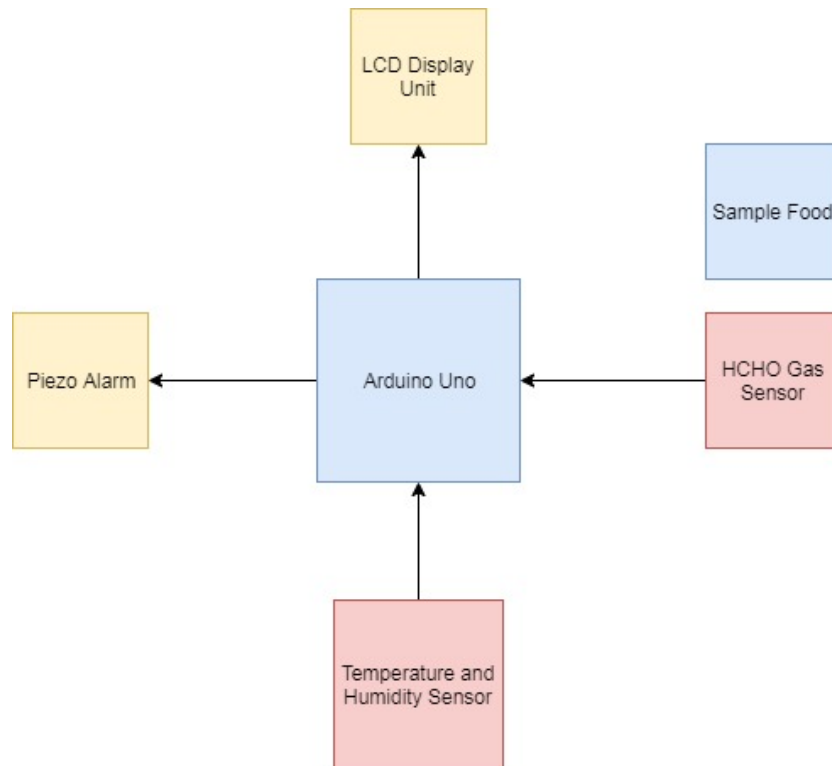 LCD Display
Unit
Sample Food
Piezo Alarm
Arduino Uno
HCHO Gas
Sensor
Temperature and
Humidity Sensor